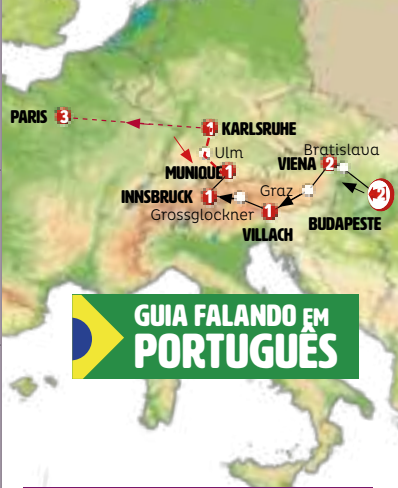 PARIS 3
1 KARLSRUHE
Ulm
MUNIQUE 1
Bratislava
VIENA 2
2
INNSBRUCK 1
Graz
Grossglockner
1
VILLACH
BUDAPESTE
GUIA FALANDO EM
PORTUGUÊS